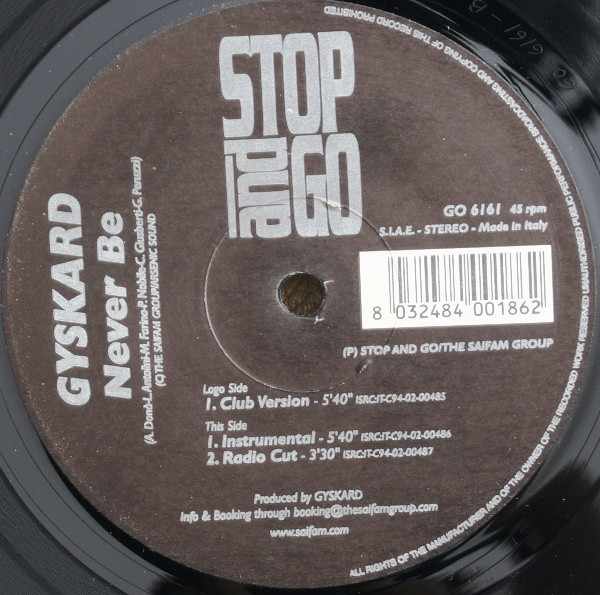 STOP
and GO
GYSKARD
Never Be
(A. Donò-L. Antolini-M. Farina-P. Nobile-C. Gioberti-G. Perozzi)
(C) THE SAIFAM GROUP/ARSENIC SOUND
GO 6161 45 rpm
S.I.A.E. - STEREO - Made in Italy
8 032484 001862
(P) STOP AND GO/THE SAIFAM GROUP
Logo Side
1. Club Version - 5'40" ISRC:IT-C94-02-00485
This Side
1. Instrumental - 5'40" ISRC:IT-C94-02-00486
2. Radio Cut - 3'30" ISRC:IT-C94-02-00487
Produced by GYSKARD
Info & Booking through booking@thesaifamgroup.com
www.saifam.com
ALL RIGHTS OF THE MANUFACTURER AND OF THE OWNER OF THE RECORDED WORK RESERVED UNAUTHORISED PUBLIC PERFORMANCE BROADCASTING AND COPYING OF THIS RECORD PROHIBITED